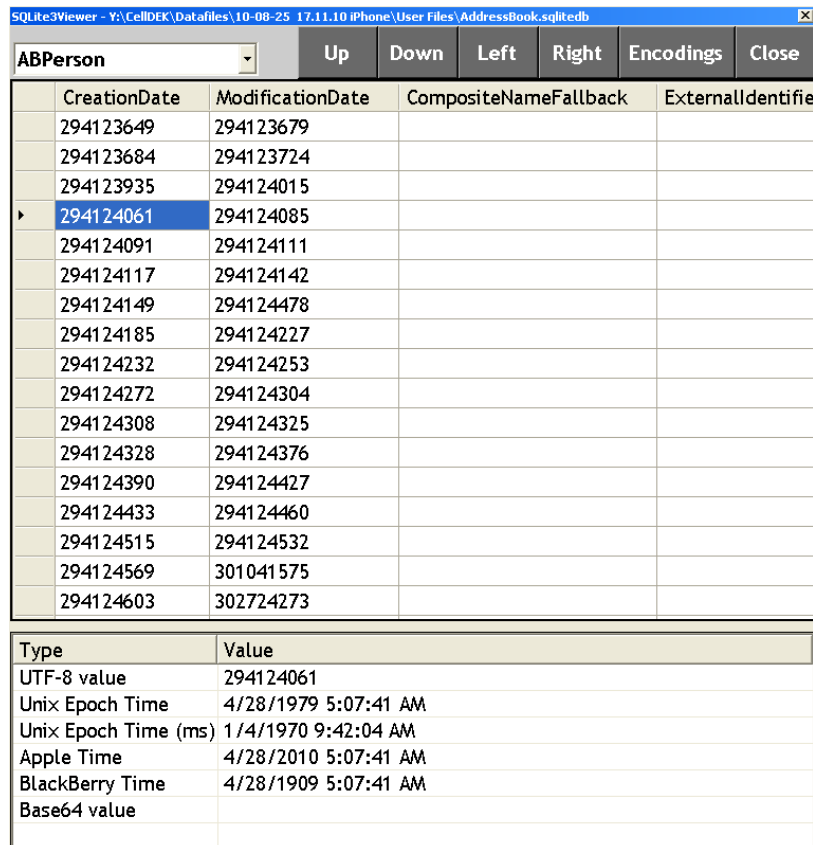 SQLite3Viewer - Y:\CellDEK\Datafiles\10-08-25 17.11.10 iPhone\User Files\AddressBook.sqlitedb
ABPerson Up Down Left Right Encodings Close
CreationDate ModificationDate CompositeNameFallback ExternalIdentifie
294123649 294123679
294123684 294123724
294123935 294124015
294124061 294124085
294124091 294124111
294124117 294124142
294124149 294124478
294124185 294124227
294124232 294124253
294124272 294124304
294124308 294124325
294124328 294124376
294124390 294124427
294124433 294124460
294124515 294124532
294124569 301041575
294124603 302724273
Type Value
UTF-8 value 294124061
Unix Epoch Time 4/28/1979 5:07:41 AM
Unix Epoch Time (ms) 1/4/1970 9:42:04 AM
Apple Time 4/28/2010 5:07:41 AM
BlackBerry Time 4/28/1909 5:07:41 AM
Base64 value